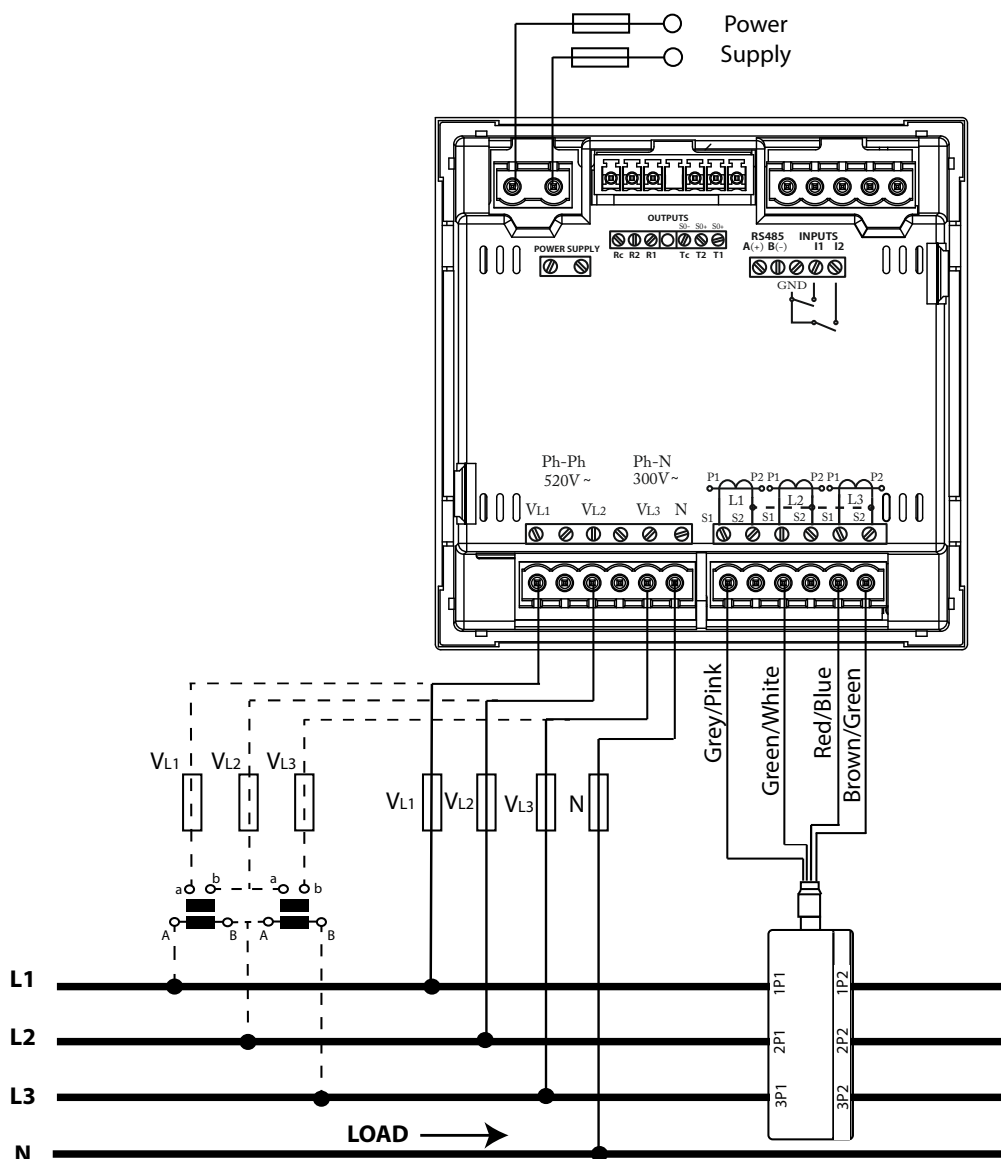 Power
Supply
OUTPUTS
S0- S0+ S0+
Rc R2 R1 Tc T2 T1
POWER SUPPLY
RS485 INPUTS
A(+) B(-) I1 I2
GND
Ph-Ph
520V ~
Ph-N
300V ~
P1 P2 P1 P2 P1 P2
L1 L2 L3
VL1 VL2 VL3 N
S1 S2 S1 S2 S1 S2
Grey/Pink
Green/White
Red/Blue
Brown/Green
VL1 VL2 VL3
VL1 VL2 VL3 N
a b a b
A B A B
L1
L2
L3
N
1P1 1P2
2P1 2P2
3P1 3P2
LOAD